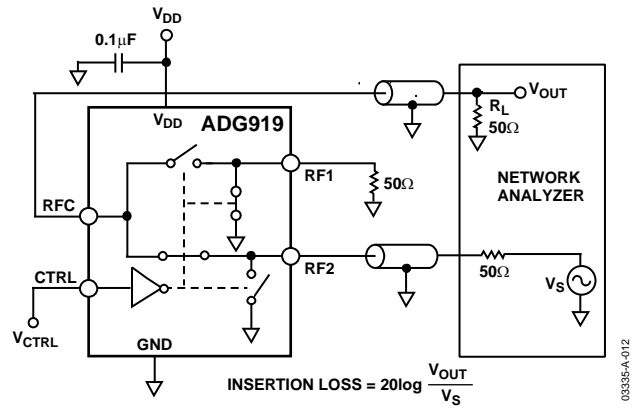 VDD
0.1µF
VDD
ADG919
VOUT
RL
50Ω
RF1
50Ω
NETWORK
ANALYZER
RFC
RF2
50Ω
VS
CTRL
VCTRL
GND
INSERTION LOSS = 20log VOUT
VS
03335-A-012